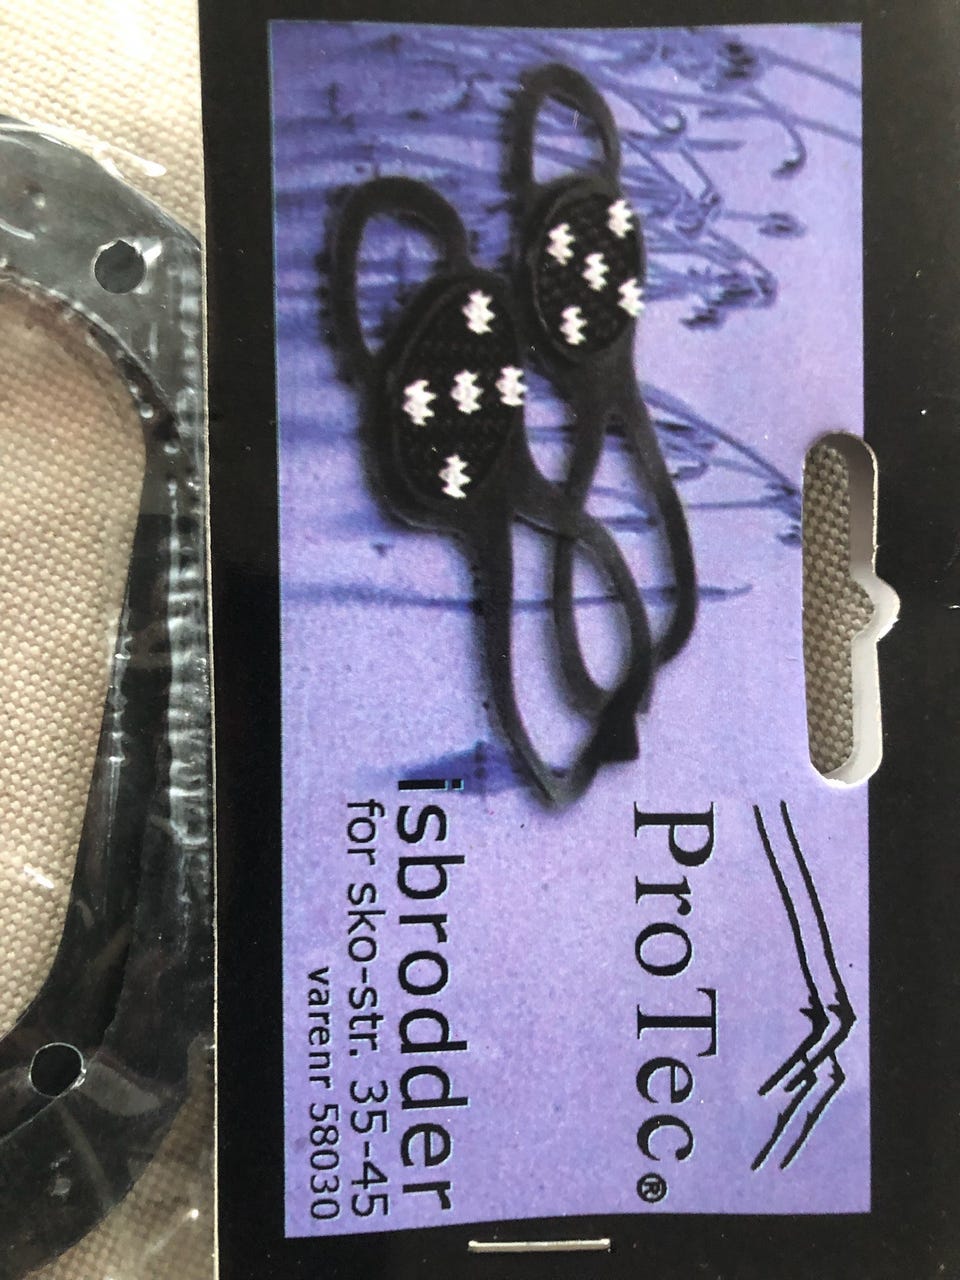 ProTec®
isbrodder
for sko-str. 35-45
varenr 58030